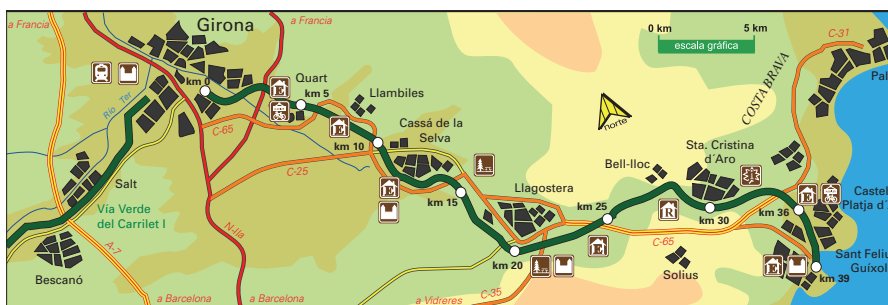 a Francia
Girona
a Francia
0 km
5 km
escala gráfica
C-31
km 0
Quart
km 5
Llambiles
Río Ter
norte
COSTA BRAVA
C-65
Cassá de la
Selva
km 10
Sta. Cristina
d´Aro
Bell-lloc
C-25
Salt
Llagostera
km 15
km 25
km 30
km 36
Vía Verde
del Carrilet I
N-IIa
A-7
C-65
km 20
Solius
Sant Feliu
km 39
Bescanó
C-35
a Barcelona
a Barcelona
a Vidreres